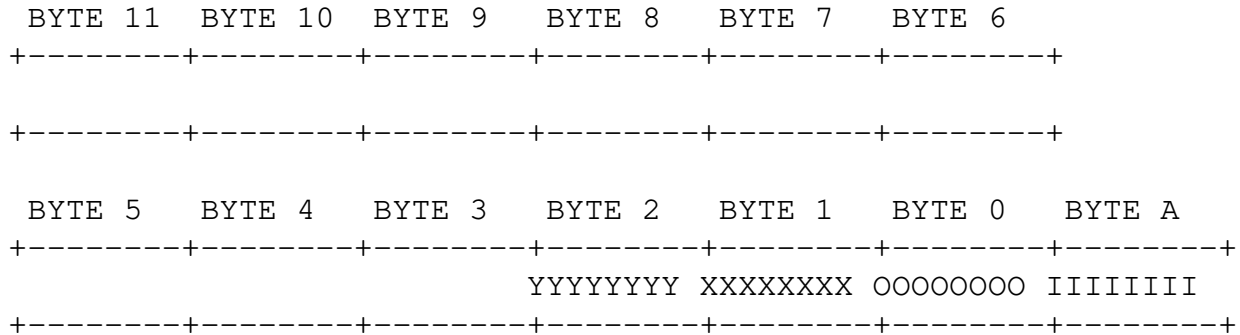 BYTE 11 BYTE 10 BYTE 9 BYTE 8 BYTE 7 BYTE 6
+--------+--------+--------+--------+--------+--------+
+--------+--------+--------+--------+--------+--------+
BYTE 5 BYTE 4 BYTE 3 BYTE 2 BYTE 1 BYTE 0 BYTE A
+--------+--------+--------+--------+--------+--------+--------+
YYYYYYYY XXXXXXXX OOOOOOOO IIIIIIII
+--------+--------+--------+--------+--------+--------+--------+